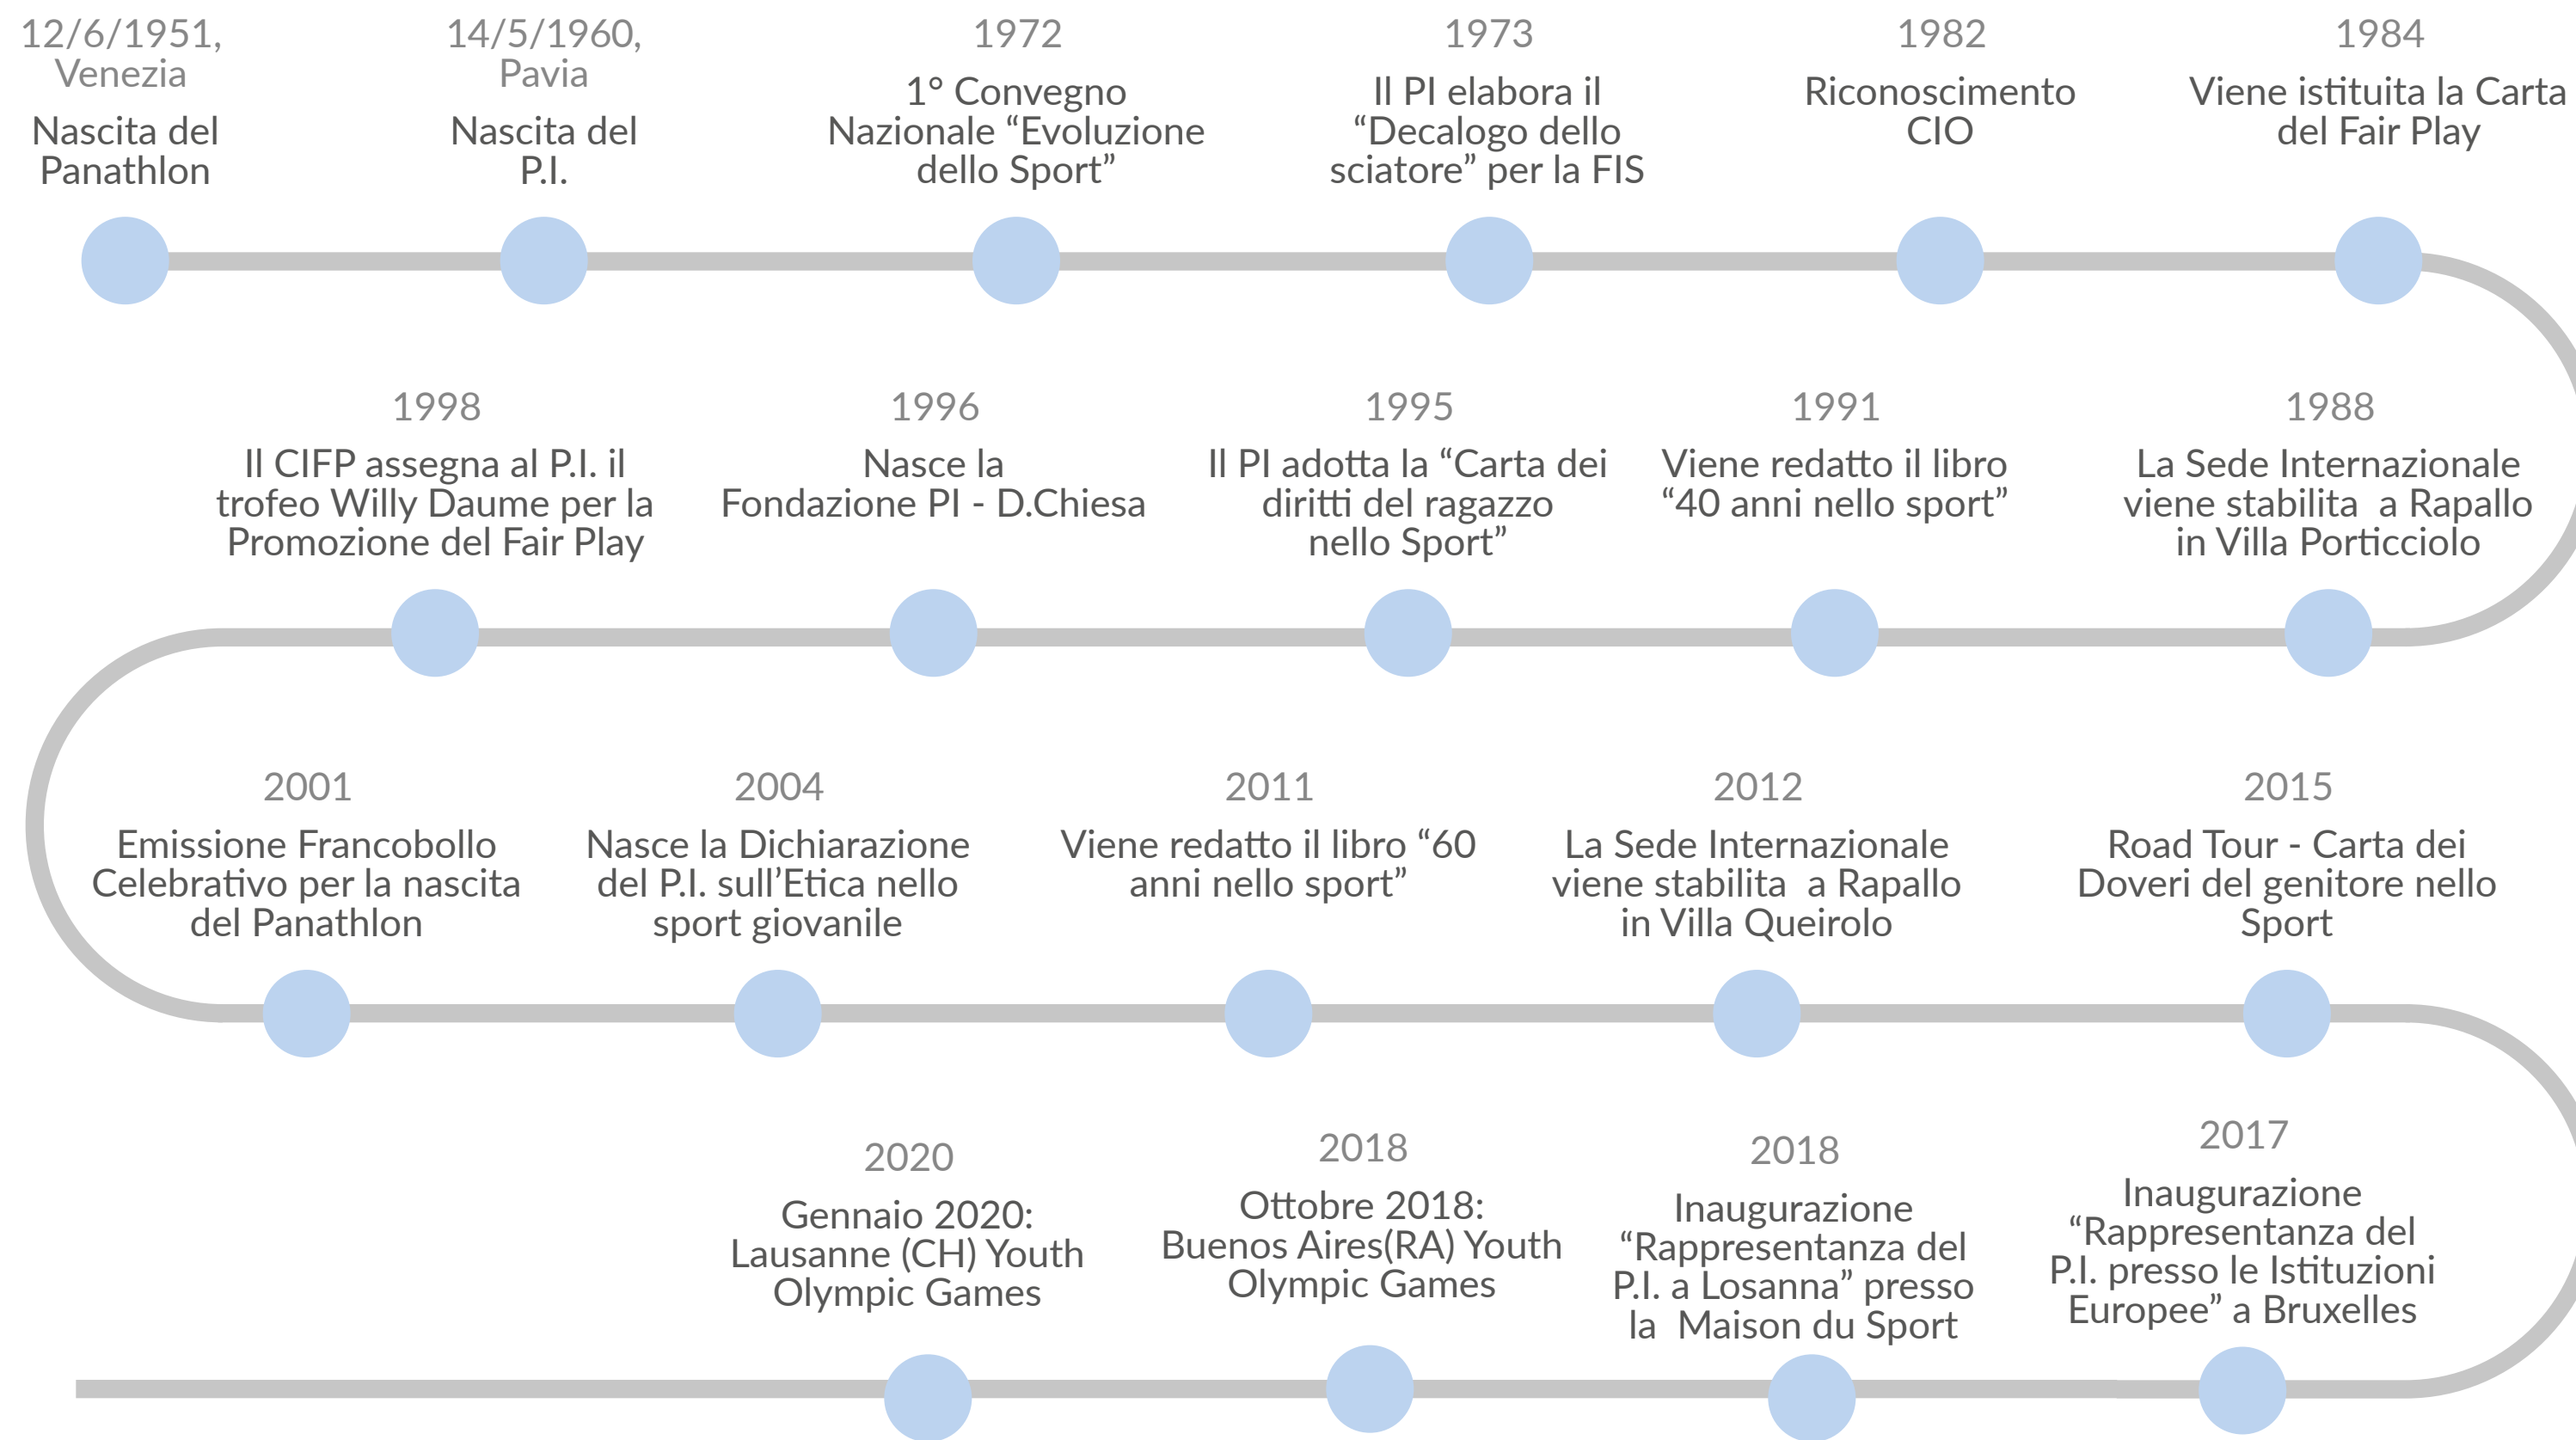 12/6/1951,
Venezia
Nascita del
Panathlon
14/5/1960,
Pavia
Nascita del
P.I.
1972
1° Convegno
Nazionale “Evoluzione
dello Sport”
1973
Il PI elabora il
“Decalogo dello
sciatore” per la FIS
1982
Riconoscimento
CIO
1984
Viene istituita la Carta
del Fair Play
1988
La Sede Internazionale
viene stabilita  a Rapallo
in Villa Porticciolo
1991
Viene redatto il libro
“40 anni nello sport”
1995
Il PI adotta la “Carta dei
diritti del ragazzo
nello Sport”
1996
Nasce la
Fondazione PI - D.Chiesa
1998
Il CIFP assegna al P.I. il
trofeo Willy Daume per la
Promozione del Fair Play
2001
Emissione Francobollo
Celebrativo per la nascita
del Panathlon
2004
Nasce la Dichiarazione
del P.I. sull’Etica nello
sport giovanile
2011
Viene redatto il libro “60
anni nello sport”
2012
La Sede Internazionale
viene stabilita  a Rapallo
in Villa Queirolo
2015
Road Tour - Carta dei
Doveri del genitore nello
Sport
2017
Inaugurazione
“Rappresentanza del
P.I. presso le Istituzioni
Europee” a Bruxelles
2018
Inaugurazione
“Rappresentanza del
P.I. a Losanna” presso
la  Maison du Sport
2018
Ottobre 2018:
Buenos Aires(RA) Youth
Olympic Games
2020
Gennaio 2020:
Lausanne (CH) Youth
Olympic Games